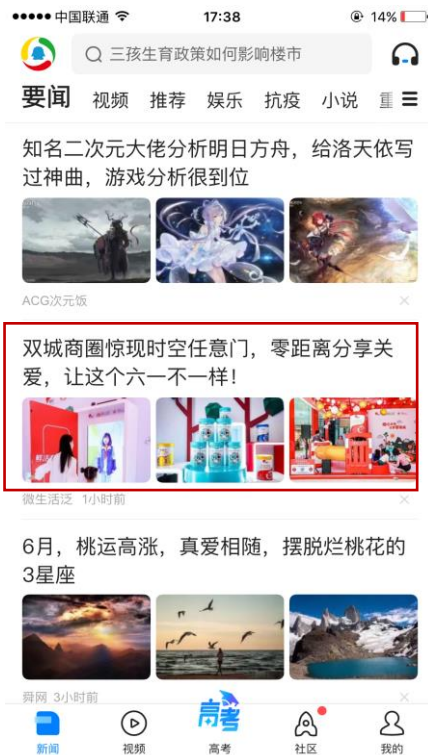 中国联通 17:38 14%
三孩生育政策如何影响楼市
要闻 视频 推荐 娱乐 抗疫 小说
知名二次元大佬分析明日方舟，给洛天依写
过神曲，游戏分析很到位
ACG次元饭
双城商圈惊现时空任意门，零距离分享关
爱，让这个六一不一样！
微生活泛 1小时前
6月，桃运高涨，真爱相随，摆脱烂桃花的
3星座
舜网 3小时前
高考
新闻 视频 高考 社区 我的